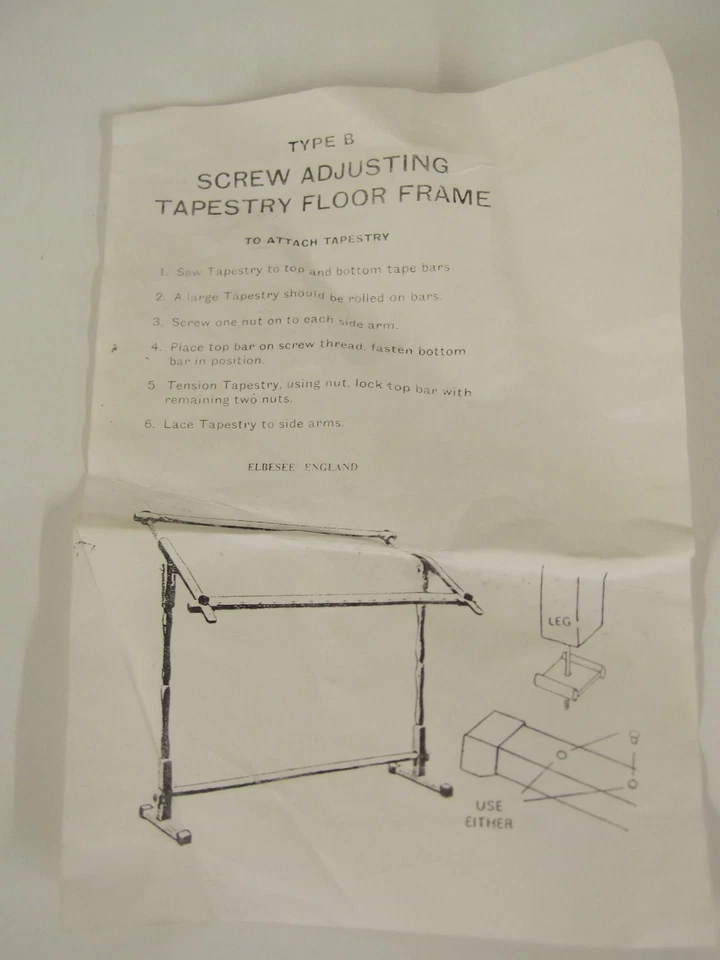 TYPE B
SCREW ADJUSTING
TAPESTRY FLOOR FRAME
TO ATTACH TAPESTRY
1. Sew Tapestry to top and bottom tape bars
2. A large Tapestry should be rolled on bars.
3. Screw one nut on to each side arm.
4. Place top bar on screw thread, fasten bottom
bar in position.
5. Tension Tapestry, using nut, lock top bar with
remaining two nuts.
6. Lace Tapestry to side arms.
ELBESEE ENGLAND
LEG
USE
EITHER